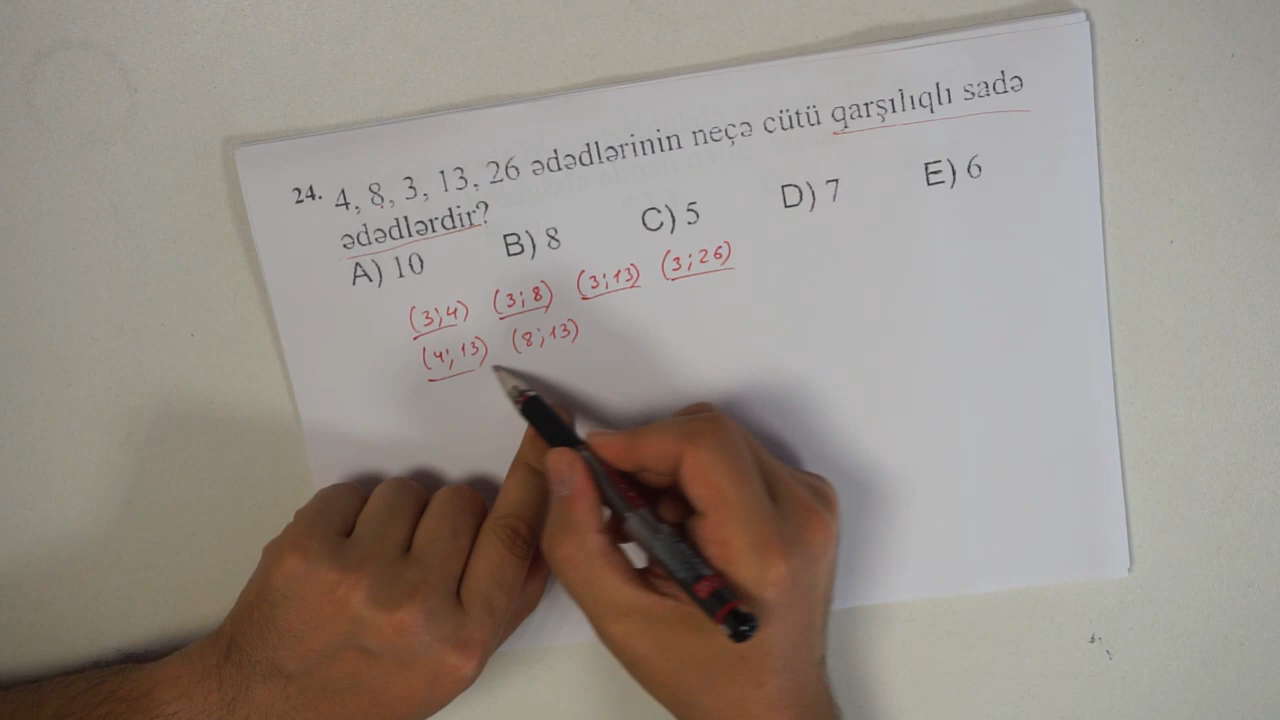 24. 4, 8, 3, 13, 26 ədədlərinin neçə cütü qarşılıqlı sadə
ədədlərdir?
A) 10 B) 8 C) 5 D) 7 E) 6
(3;4) (3;8) (3;13) (3;26)
(4;13) (8;13)